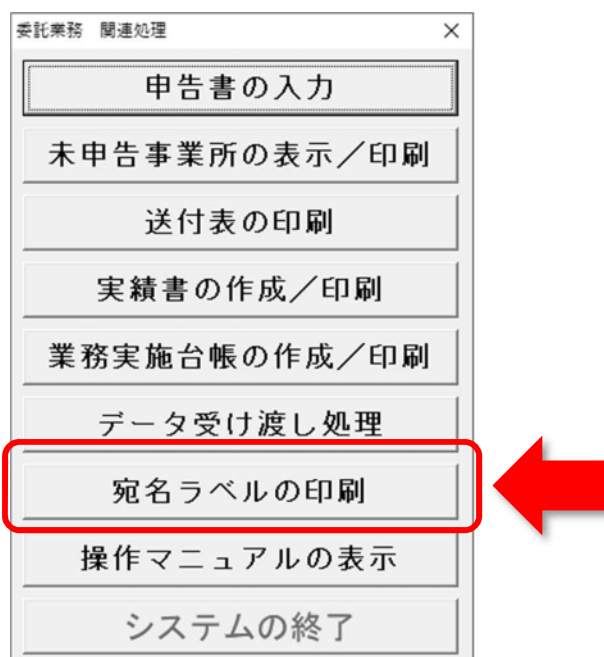 委託業務　関連処理
申告書の入力
未申告事業所の表示／印刷
送付表の印刷
実績書の作成／印刷
業務実施台帳の作成／印刷
データ受け渡し処理
宛名ラベルの印刷
操作マニュアルの表示
システムの終了